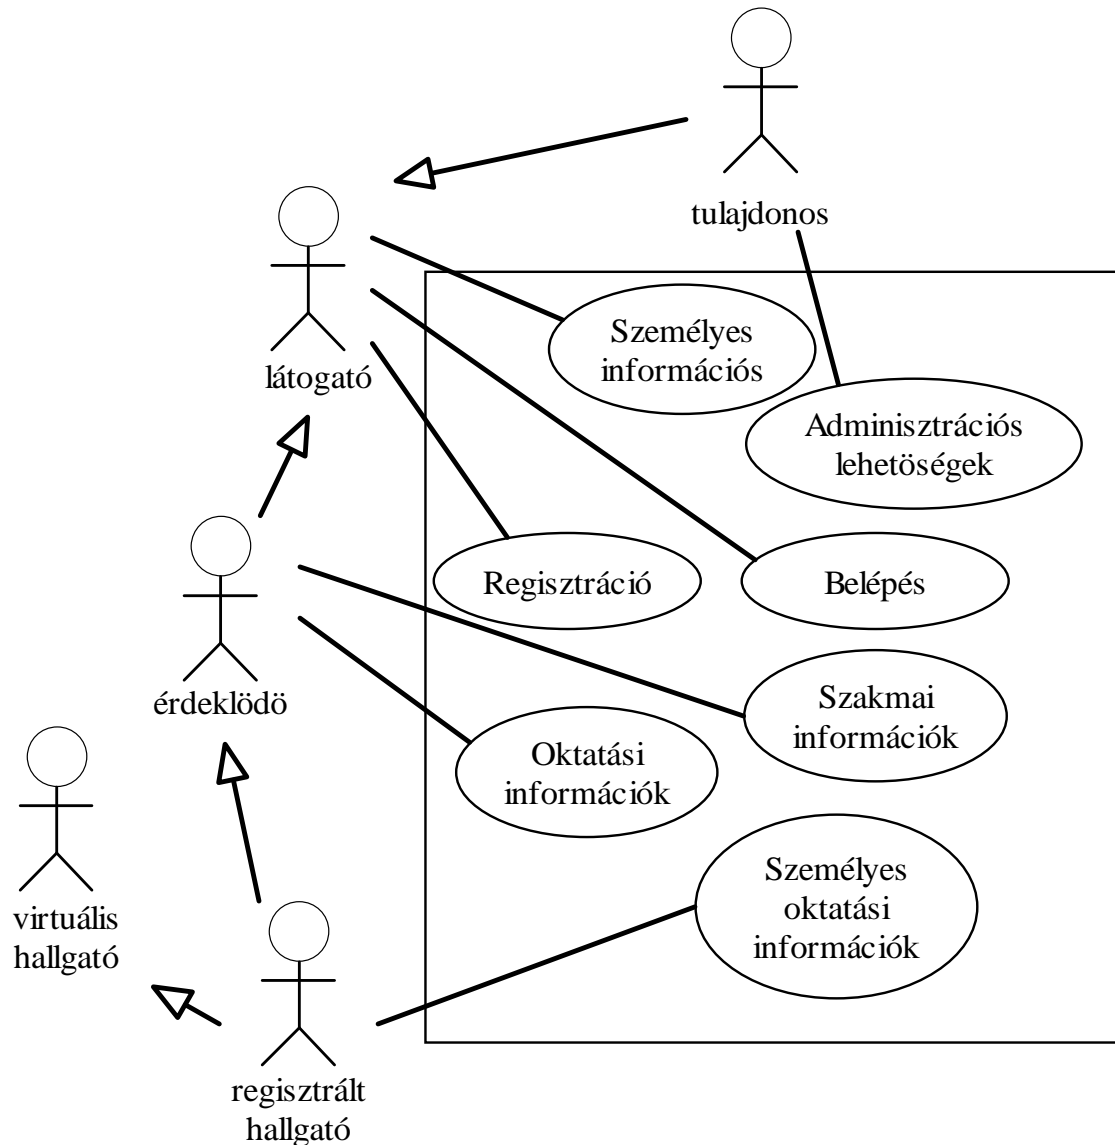 tulajdonos
látogató
Személyes
információs
Adminisztrációs
lehetöségek
Regisztráció
Belépés
érdeklödö
Szakmai
információk
Oktatási
információk
Személyes
oktatási
információk
virtuális
hallgató
regisztrált
hallgató